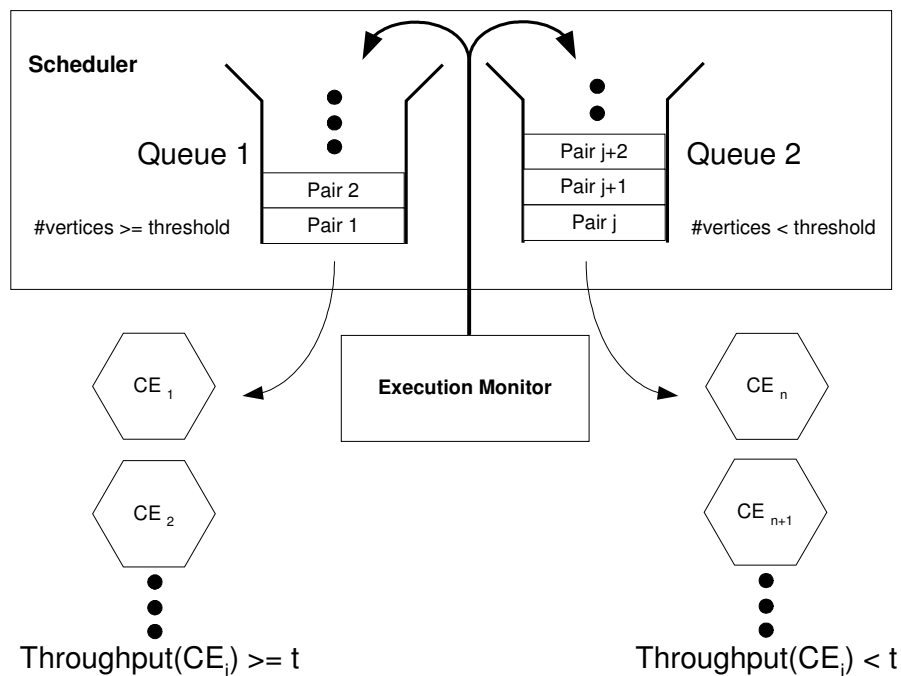 Scheduler
Queue 1
Pair 2
Pair 1
#vertices >= threshold
Queue 2
Pair j+2
Pair j+1
Pair j
#vertices < threshold
Execution Monitor
CE 1
CE 2
Throughput(CEi) >= t
CE n
CE n+1
Throughput(CEi) < t